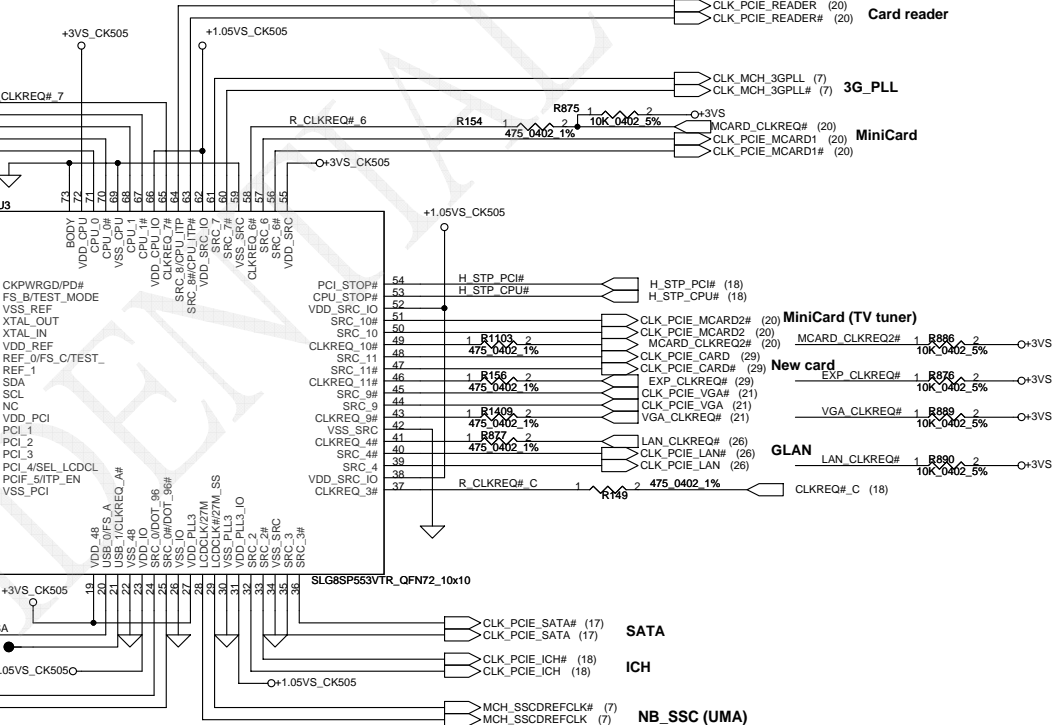 CLK_PCIE_READER (20)
CLK_PCIE_READER# (20)
Card reader
+3VS_CK505
+1.05VS_CK505
CLKREQ#_7
CLK_MCH_3GPLL (7)
CLK_MCH_3GPLL# (7)
3G_PLL
R_CLKREQ#_6
R154
1 2
475_0402_1%
R875
1 2
10K_0402_5%
+3VS
MCARD_CLKREQ# (20)
CLK_PCIE_MCARD1 (20)
CLK_PCIE_MCARD1# (20)
MiniCard
+3VS_CK505
73 72 71 70 69 68 67 66 65 64 63 62 61 60 59 58 57 56 55
U3
BODY
VDD_CPU
CPU_0
CPU_0#
VSS_CPU
CPU_1
CPU_1#
VDD_CPU_IO
CLKREQ_7#
SRC_8/CPU_ITP
SRC_8#/CPU_ITP#
VDD_SRC_IO
SRC_7
SRC_7#
VSS_SRC
CLKREQ_6#
SRC_6
SRC_6#
VDD_SRC
+1.05VS_CK505
CKPWRGD/PD#
FS_B/TEST_MODE
VSS_REF
XTAL_OUT
XTAL_IN
VDD_REF
REF_0/FS_C/TEST_
REF_1
SDA
SCL
NC
VDD_PCI
PCI_1
PCI_2
PCI_3
PCI_4/SEL_LCDCL
PCIF_5/ITP_EN
VSS_PCI
PCI_STOP# 54 H_STP_PCI# H_STP_PCI# (18)
CPU_STOP# 53 H_STP_CPU# H_STP_CPU# (18)
VDD_SRC_IO 52
SRC_10# 51 CLK_PCIE_MCARD2# (20)
SRC_10 50 CLK_PCIE_MCARD2 (20)
CLKREQ_10# 49 1 R1103 2 475_0402_1% MCARD_CLKREQ2# (20)
SRC_11 48 CLK_PCIE_CARD (29)
SRC_11# 47 CLK_PCIE_CARD# (29)
CLKREQ_11# 46 1 R156 2 475_0402_1% EXP_CLKREQ# (29)
SRC_9# 45 CLK_PCIE_VGA# (21)
SRC_9 44 CLK_PCIE_VGA (21)
CLKREQ_9# 43 1 R1409 2 475_0402_1% VGA_CLKREQ# (21)
VSS_SRC 42
CLKREQ_4# 41 1 R877 2 475_0402_1% LAN_CLKREQ# (26)
SRC_4# 40 CLK_PCIE_LAN# (26)
SRC_4 39 CLK_PCIE_LAN (26)
VDD_SRC_IO 38
CLKREQ_3# 37 R_CLKREQ#_C 1 R149 2 475_0402_1% CLKREQ#_C (18)
MiniCard (TV tuner)
New card
GLAN
MCARD_CLKREQ2# 1 R886 2 10K_0402_5% +3VS
EXP_CLKREQ# 1 R876 2 10K_0402_5% +3VS
VGA_CLKREQ# 1 R889 2 10K_0402_5% +3VS
LAN_CLKREQ# 1 R890 2 10K_0402_5% +3VS
VDD_48
USB_0/FS_A
USB_1/CLKREQ_A#
VSS_48
VDD_IO
SRC_0/DOT_96
SRC_0#/DOT_96#
VSS_IO
VDD_PLL3
LCDCLK/27M
LCDCLK#/27M_SS
VSS_PLL3
VDD_PLL3_IO
SRC_2
SRC_2#
VSS_SRC
SRC_3
SRC_3#
19 20 21 22 23 24 25 26 27 28 29 30 31 32 33 34 35 36
SLG8SP553VTR_QFN72_10x10
+3VS_CK505
.05VS_CK505
+1.05VS_CK505
CLK_PCIE_SATA# (17)
CLK_PCIE_SATA (17)
SATA
CLK_PCIE_ICH# (18)
CLK_PCIE_ICH (18)
ICH
MCH_SSCDREFCLK# (7)
MCH_SSCDREFCLK (7)
NB_SSC (UMA)